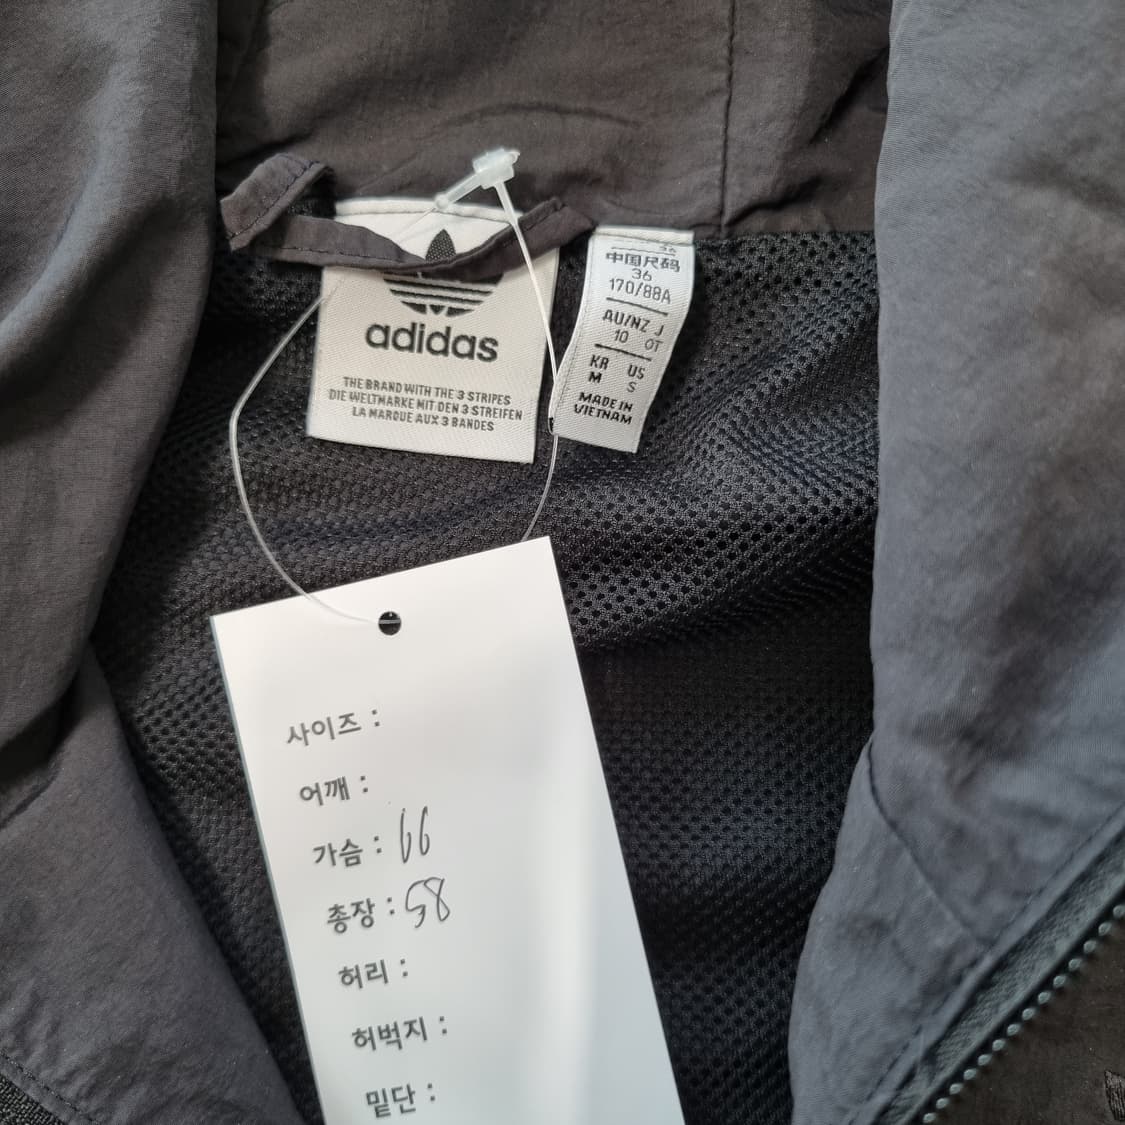 adidas
THE BRAND WITH THE 3 STRIPES
DIE WELTMARKE MIT DEN 3 STREIFEN
LA MARQUE AUX 3 BANDES
36
中国尺码
36
170/88A
AU/NZ J
10 OT
KR US
M S
MADE IN
VIETNAM
사이즈 :
어깨 :
가슴 : 66
총장 : 58
허리 :
허벅지 :
밑단 :